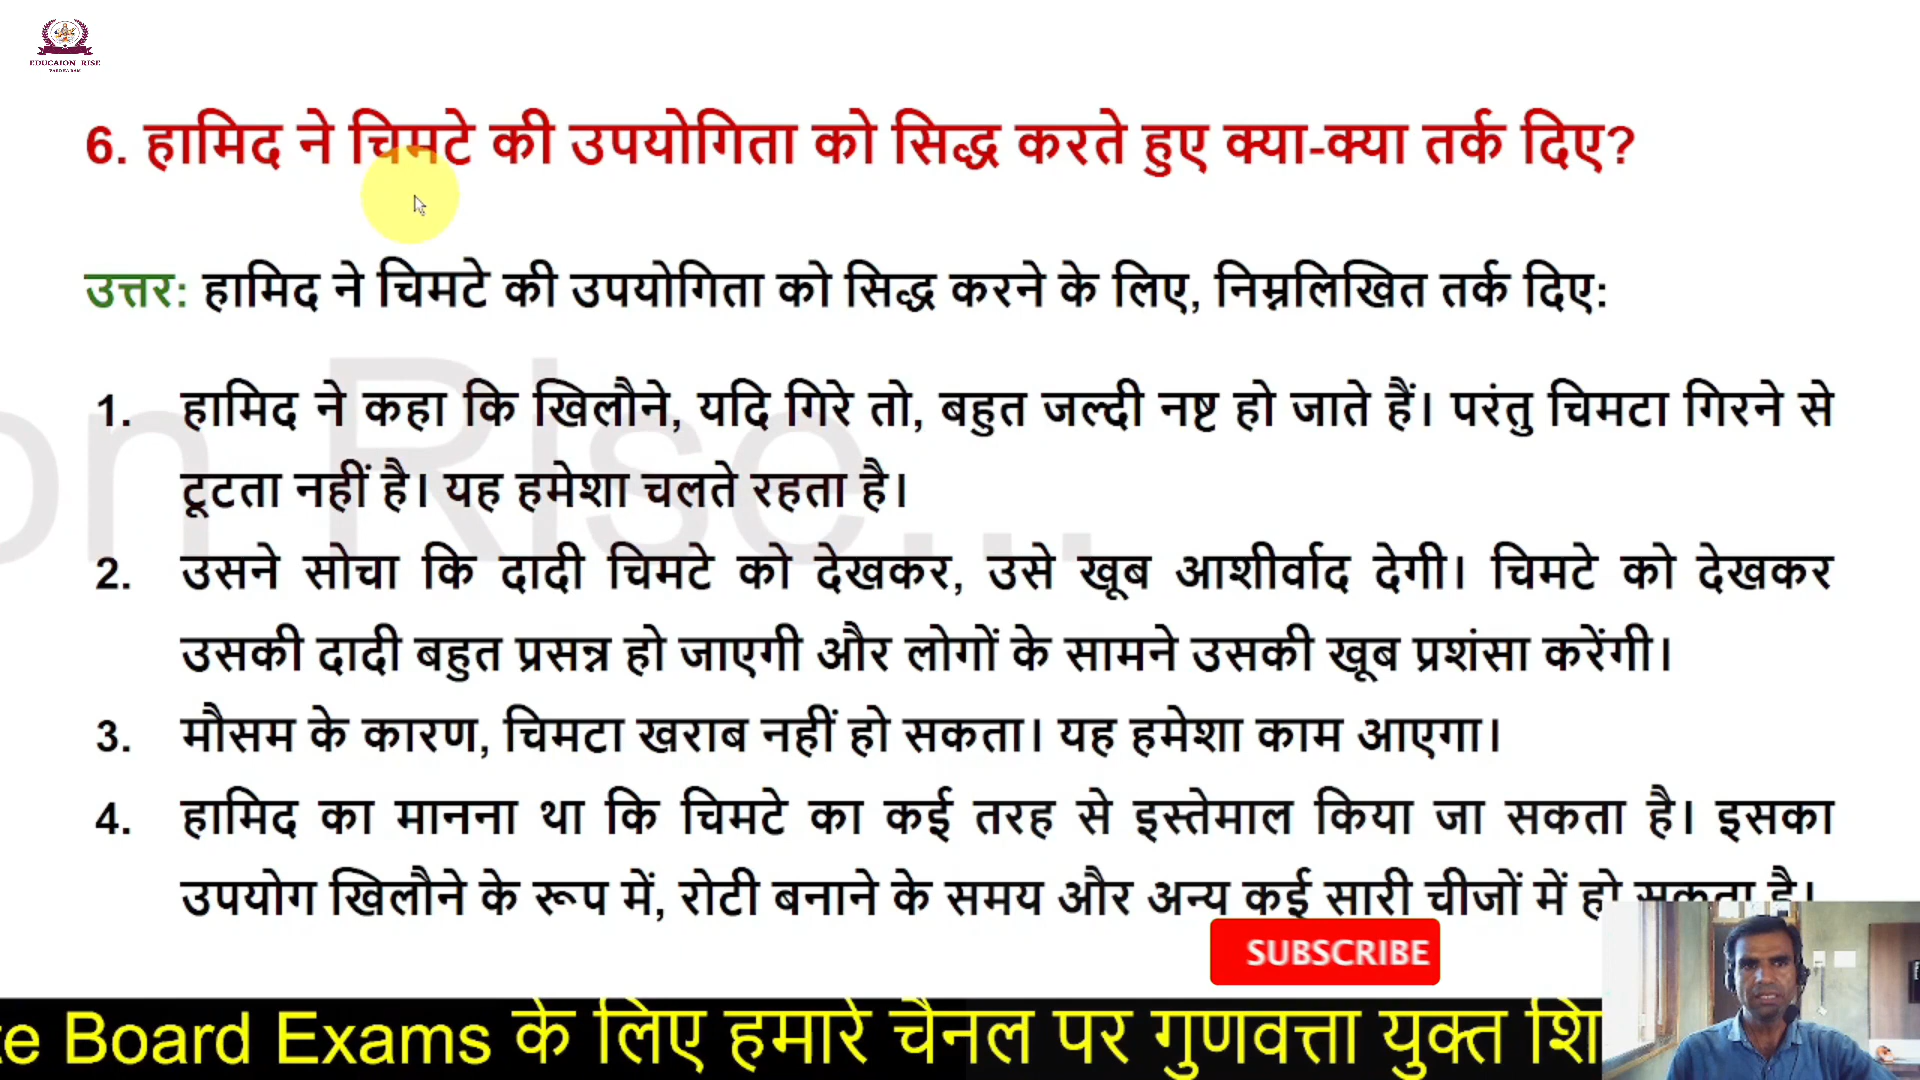 EDUCAION RISE
6. हामिद ने चिमटे की उपयोगिता को सिद्ध करते हुए क्या-क्या तर्क दिए?
उत्तर: हामिद ने चिमटे की उपयोगिता को सिद्ध करने के लिए, निम्नलिखित तर्क दिए:
1. हामिद ने कहा कि खिलौने, यदि गिरे तो, बहुत जल्दी नष्ट हो जाते हैं। परंतु चिमटा गिरने से
टूटता नहीं है। यह हमेशा चलते रहता है।
on Rise...
2. उसने सोचा कि दादी चिमटे को देखकर, उसे खूब आशीर्वाद देगी। चिमटे को देखकर
उसकी दादी बहुत प्रसन्न हो जाएगी और लोगों के सामने उसकी खूब प्रशंसा करेंगी।
3. मौसम के कारण, चिमटा खराब नहीं हो सकता। यह हमेशा काम आएगा।
4. हामिद का मानना था कि चिमटे का कई तरह से इस्तेमाल किया जा सकता है। इसका
उपयोग खिलौने के रूप में, रोटी बनाने के समय और अन्य कई सारी चीजों में हो सकता है।
SUBSCRIBE
te Board Exams के लिए हमारे चैनल पर गुणवत्ता युक्त शि